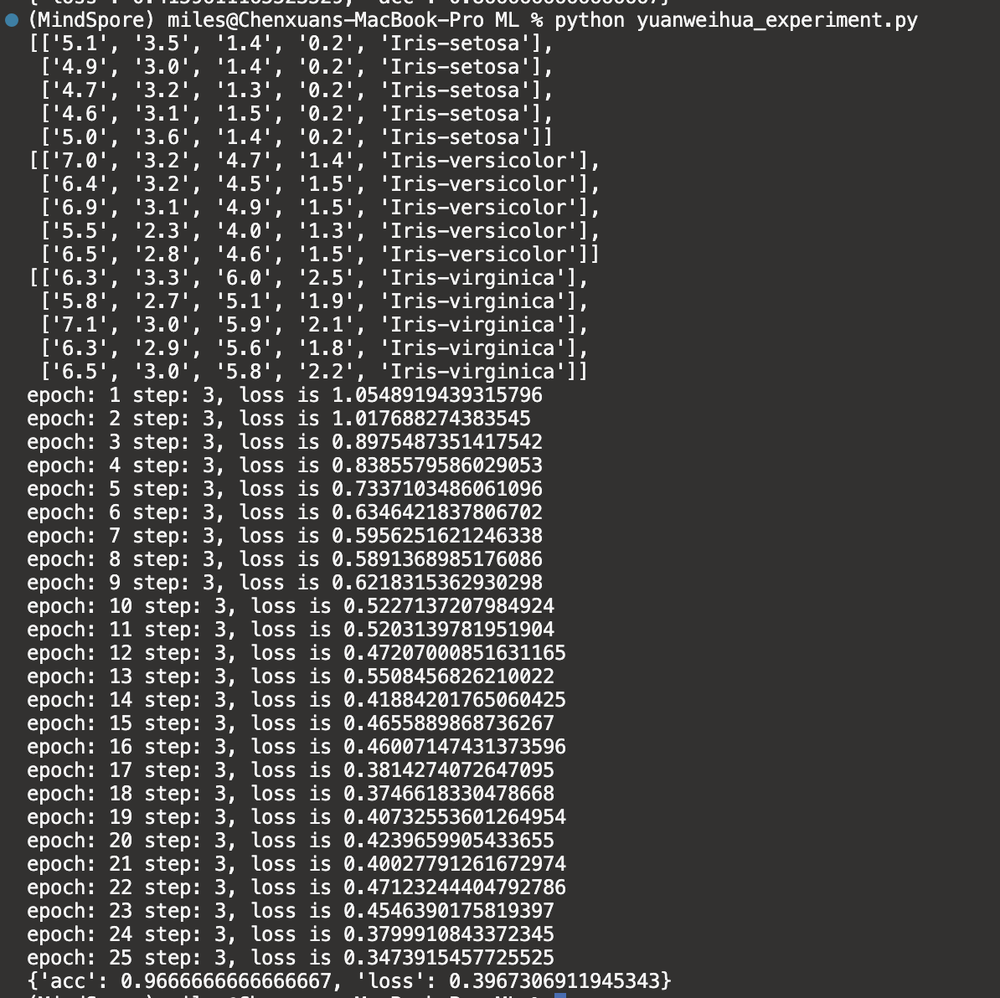 (MindSpore) miles@Chenxuans-MacBook-Pro ML % python yuanweihua_experiment.py
[['5.1', '3.5', '1.4', '0.2', 'Iris-setosa'],
['4.9', '3.0', '1.4', '0.2', 'Iris-setosa'],
['4.7', '3.2', '1.3', '0.2', 'Iris-setosa'],
['4.6', '3.1', '1.5', '0.2', 'Iris-setosa'],
['5.0', '3.6', '1.4', '0.2', 'Iris-setosa']]
[['7.0', '3.2', '4.7', '1.4', 'Iris-versicolor'],
['6.4', '3.2', '4.5', '1.5', 'Iris-versicolor'],
['6.9', '3.1', '4.9', '1.5', 'Iris-versicolor'],
['5.5', '2.3', '4.0', '1.3', 'Iris-versicolor'],
['6.5', '2.8', '4.6', '1.5', 'Iris-versicolor']]
[['6.3', '3.3', '6.0', '2.5', 'Iris-virginica'],
['5.8', '2.7', '5.1', '1.9', 'Iris-virginica'],
['7.1', '3.0', '5.9', '2.1', 'Iris-virginica'],
['6.3', '2.9', '5.6', '1.8', 'Iris-virginica'],
['6.5', '3.0', '5.8', '2.2', 'Iris-virginica']]
epoch: 1 step: 3, loss is 1.0548919439315796
epoch: 2 step: 3, loss is 1.017688274383545
epoch: 3 step: 3, loss is 0.8975487351417542
epoch: 4 step: 3, loss is 0.8385579586029053
epoch: 5 step: 3, loss is 0.7337103486061096
epoch: 6 step: 3, loss is 0.6346421837806702
epoch: 7 step: 3, loss is 0.5956251621246338
epoch: 8 step: 3, loss is 0.5891368985176086
epoch: 9 step: 3, loss is 0.6218315362930298
epoch: 10 step: 3, loss is 0.5227137207984924
epoch: 11 step: 3, loss is 0.5203139781951904
epoch: 12 step: 3, loss is 0.47207000851631165
epoch: 13 step: 3, loss is 0.5508456826210022
epoch: 14 step: 3, loss is 0.41884201765060425
epoch: 15 step: 3, loss is 0.4655889868736267
epoch: 16 step: 3, loss is 0.46007147431373596
epoch: 17 step: 3, loss is 0.3814274072647095
epoch: 18 step: 3, loss is 0.3746618330478668
epoch: 19 step: 3, loss is 0.40732553601264954
epoch: 20 step: 3, loss is 0.4239659905433655
epoch: 21 step: 3, loss is 0.40027791261672974
epoch: 22 step: 3, loss is 0.47123244404792786
epoch: 23 step: 3, loss is 0.4546390175819397
epoch: 24 step: 3, loss is 0.3799910843372345
epoch: 25 step: 3, loss is 0.3473915457725525
{'acc': 0.9666666666666667, 'loss': 0.3967306911945343}